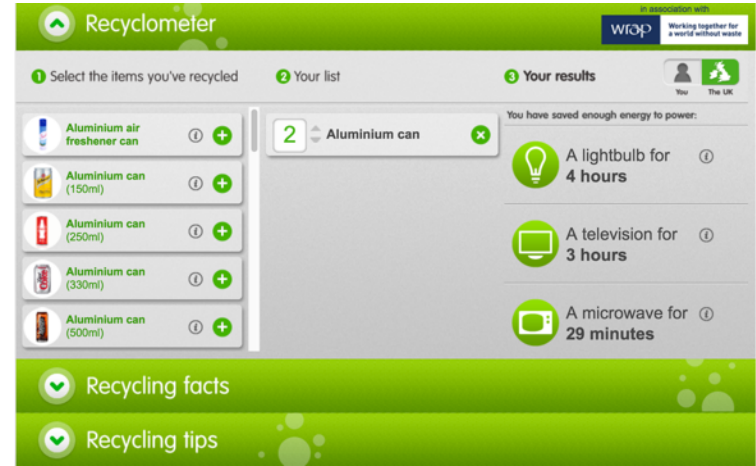 Recyclometer
in association with
wrap
Working together for
a world without waste
1 Select the items you've recycled
2 Your list
3 Your results
You
The UK
Aluminium air
freshener can
Aluminium can
(150ml)
Aluminium can
(250ml)
Aluminium can
(330ml)
Aluminium can
(500ml)
2 Aluminium can
You have saved enough energy to power:
A lightbulb for
4 hours
A television for
3 hours
A microwave for
29 minutes
Recycling facts
Recycling tips